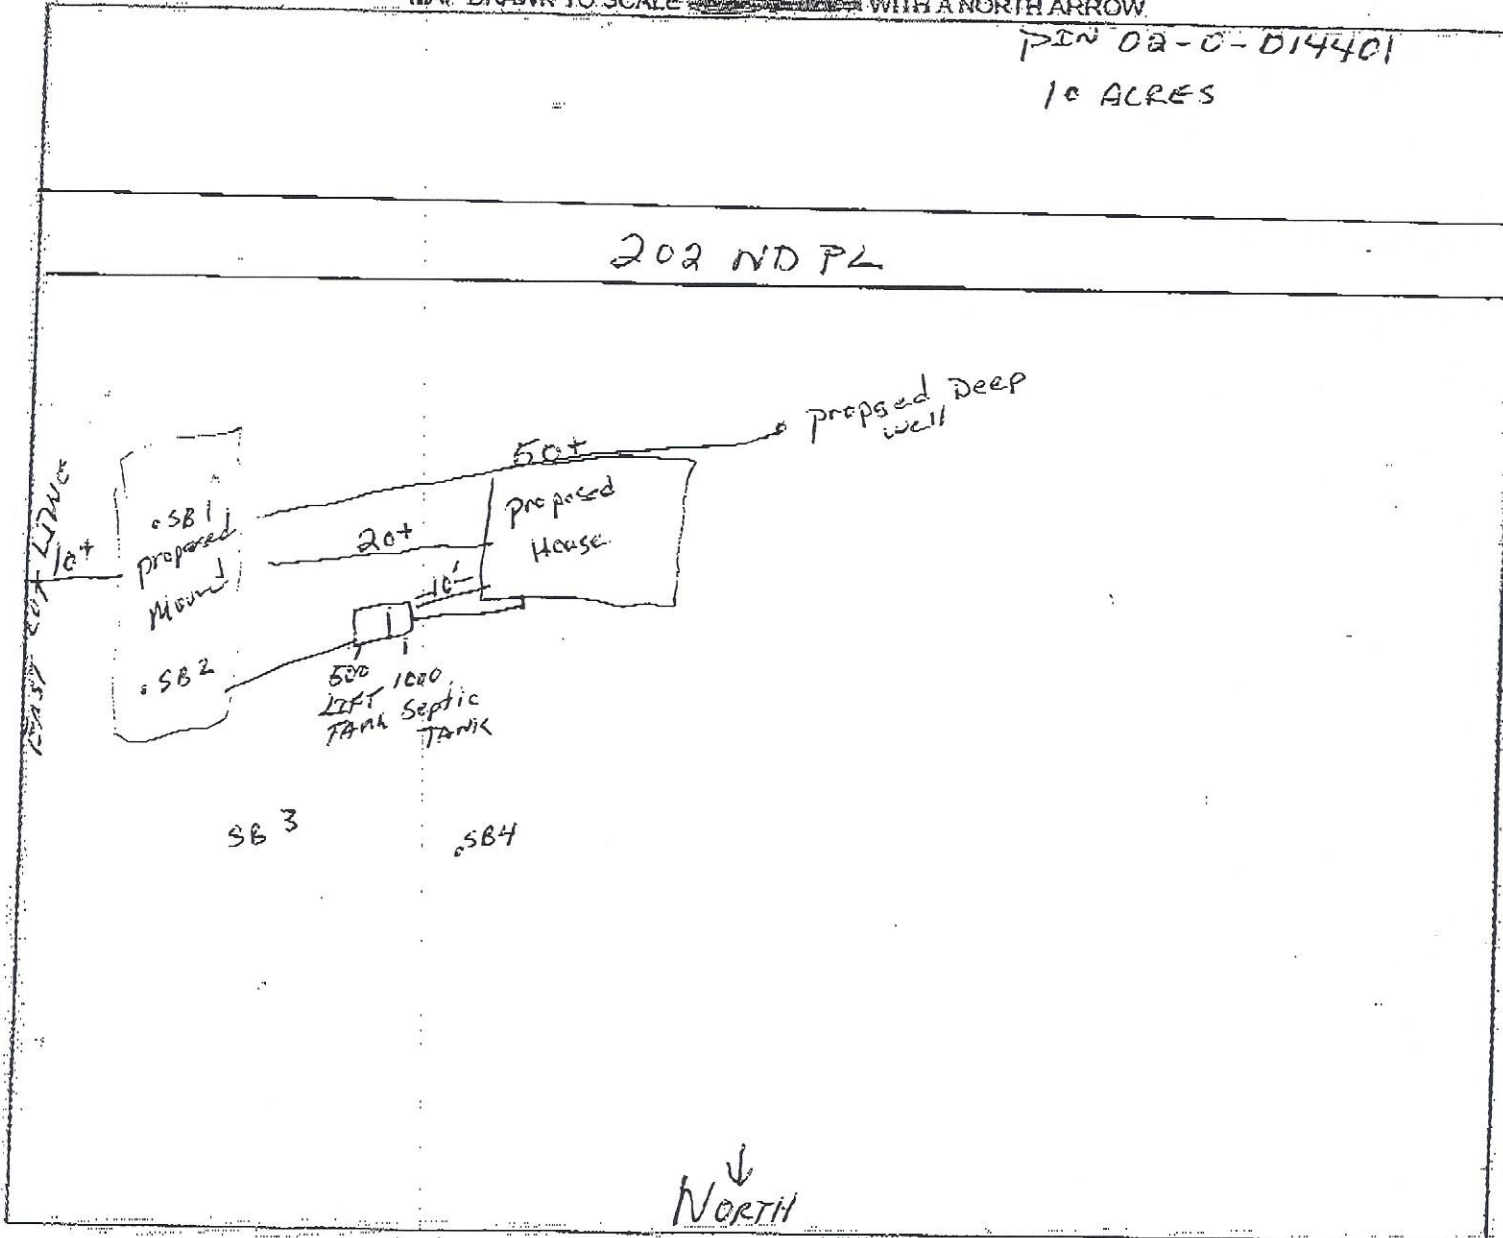 DRAWN TO SCALE WITH A NORTH ARROW
PIN 02-0-014401
10 ACRES
202 ND PL
propsed Deep
well
50+
proposed
House
20+
10'
EAST LOT LINE
10+
SB1
proposed
Mound
SB2
500 1000
LIFT Septic
TANK TANK
SB 3
SB4
NORTH